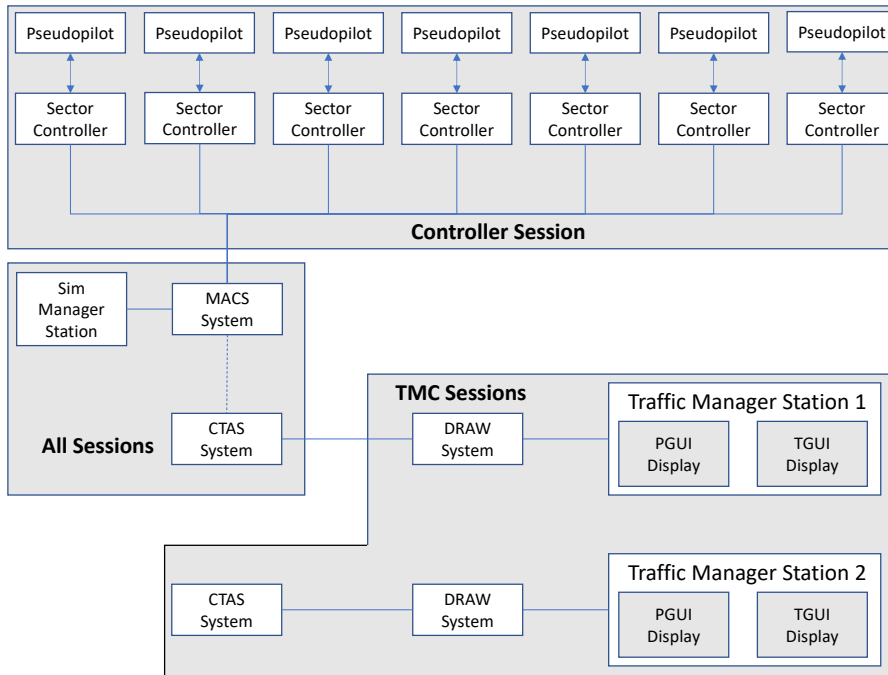 Pseudopilot Pseudopilot Pseudopilot Pseudopilot Pseudopilot Pseudopilot Pseudopilot
Sector Sector Sector Sector Sector Sector Sector
Controller Controller Controller Controller Controller Controller Controller
Controller Session
Sim
Manager
Station
MACS
System
All Sessions
CTAS
System
TMC Sessions
DRAW
System
Traffic Manager Station 1
PGUI
Display
TGUI
Display
CTAS
System
DRAW
System
Traffic Manager Station 2
PGUI
Display
TGUI
Display